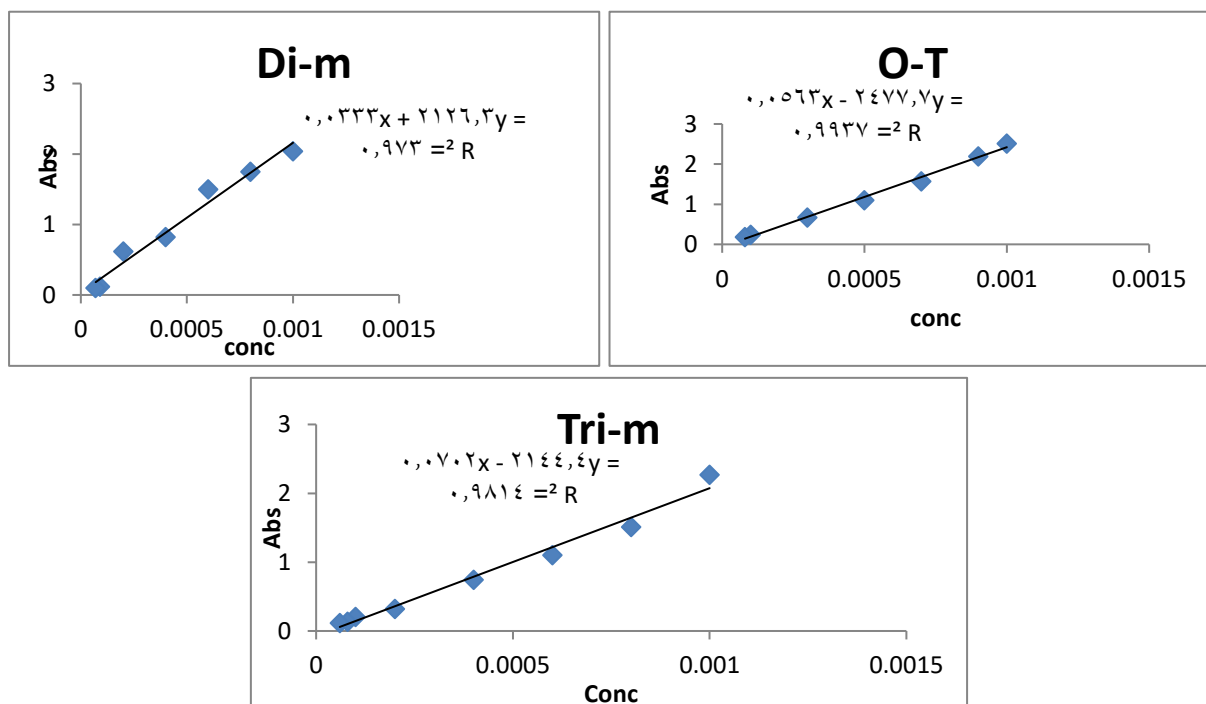 Di-m
٠,٠٣٣٣x + ٢١٢٦,٣y =
٠,٩٧٣ =² R
3
2
1
0
Abs
0 0.0005 0.001 0.0015
conc
O-T
٠,٠٥٦٣x - ٢٤٧٧,٧y =
٠,٩٩٣٧ =² R
3
2
1
0
Abs
0 0.0005 0.001 0.0015
conc
Tri-m
٠,٠٧٠٢x - ٢١٤٤,٤y =
٠,٩٨١٤ =² R
3
2
1
0
Abs
0 0.0005 0.001 0.0015
Conc